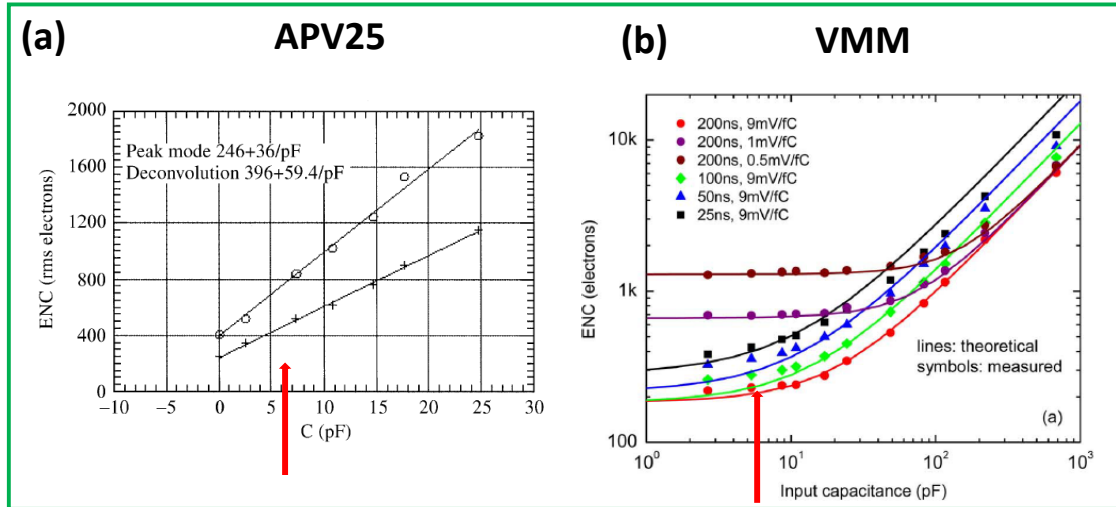 (a) APV25
2000
1600
1200
800
400
0
ENC (rms electrons)
Peak mode 246+36/pF
Deconvolution 396+59.4/pF
−10 −5 0 5 10 15 20 25 30
C (pF)
(b) VMM
10k
1k
100
ENC (electrons)
200ns, 9mV/fC
200ns, 1mV/fC
200ns, 0.5mV/fC
100ns, 9mV/fC
50ns, 9mV/fC
25ns, 9mV/fC
lines: theoretical
symbols: measured
(a)
10⁰ 10¹ 10² 10³
Input capacitance (pF)